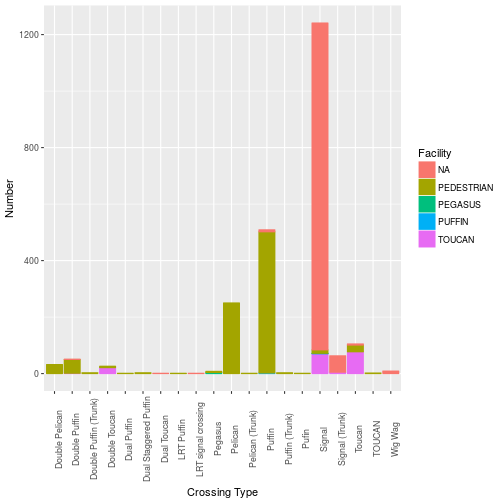 1200
800
400
0
Number
Double Pelican
Double Puffin
Double Puffin (Trunk)
Double Toucan
Dual Puffin
Dual Staggered Puffin
Dual Toucan
LRT Puffin
LRT signal crossing
Pegasus
Pelican
Pelican (Trunk)
Puffin
Puffin (Trunk)
Pufin
Signal
Signal (Trunk)
Toucan
TOUCAN
Wig Wag
Crossing Type
Facility
NA
PEDESTRIAN
PEGASUS
PUFFIN
TOUCAN